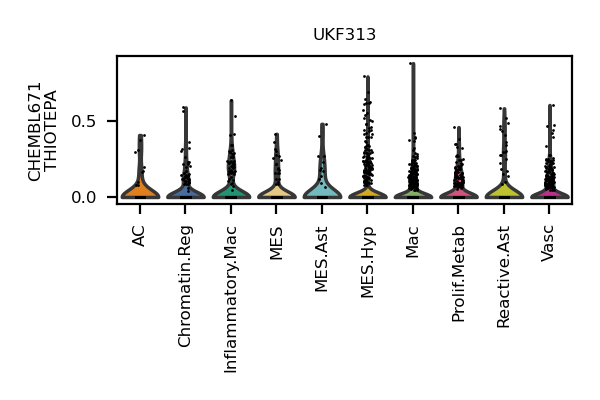 UKF313
CHEMBL671
THIOTEPA
0.5
0.0
AC
Chromatin.Reg
Inflammatory.Mac
MES
MES.Ast
MES.Hyp
Mac
Prolif.Metab
Reactive.Ast
Vasc